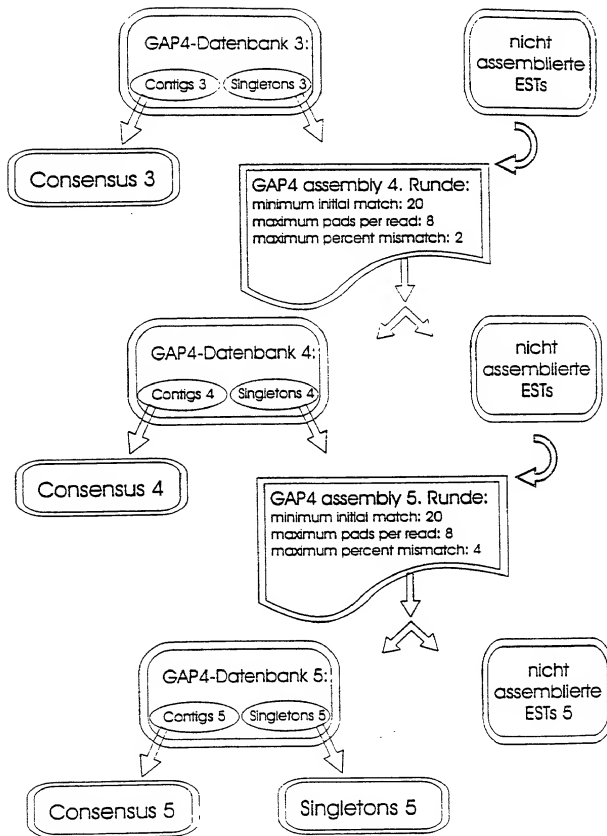 GAP4-Datenbank 3:
Contigs 3
Singletons 3
nicht
assemblierte
ESTs
Consensus 3
GAP4 assembly 4. Runde:
minimum initial match: 20
maximum pads per read: 8
maximum percent mismatch: 2
GAP4-Datenbank 4:
Contigs 4
Singletons 4
nicht
assemblierte
ESTs
Consensus 4
GAP4 assembly 5. Runde:
minimum initial match: 20
maximum pads per read: 8
maximum percent mismatch: 4
GAP4-Datenbank 5:
Contigs 5
Singletons 5
nicht
assemblierte
ESTs 5
Consensus 5
Singletons 5